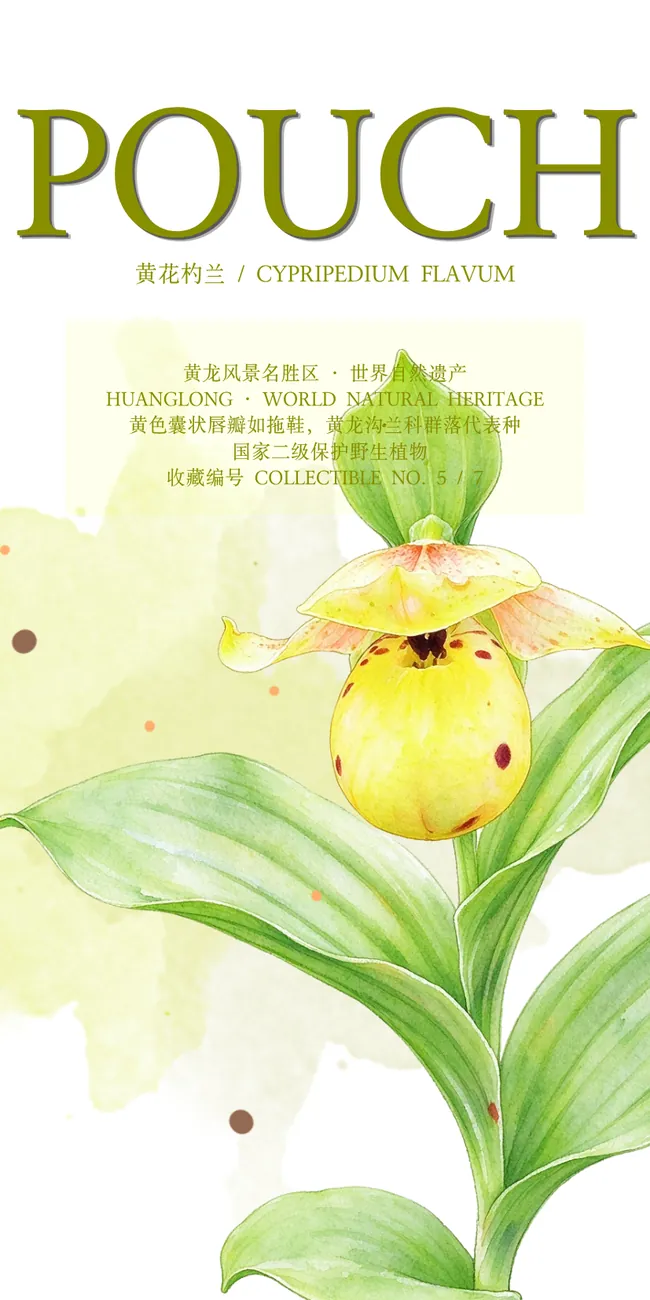 POUCH
黄花杓兰 / CYPRIPEDIUM FLAVUM
黄龙风景名胜区 · 世界自然遗产
HUANGLONG · WORLD NATURAL HERITAGE
黄色囊状唇瓣如拖鞋，黄龙沟兰科群落代表种
国家二级保护野生植物
收藏编号 COLLECTIBLE NO. 5 / 7